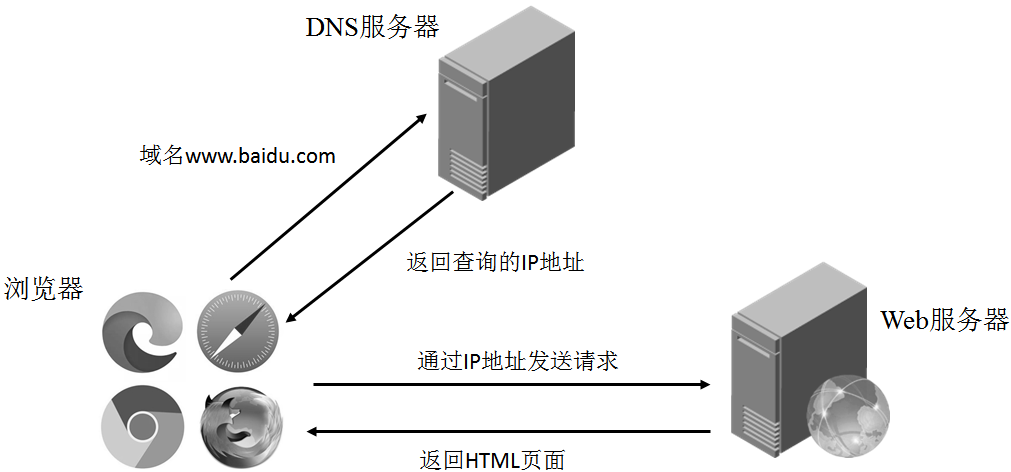 DNS服务器
域名www.baidu.com
返回查询的IP地址
浏览器
Web服务器
通过IP地址发送请求
返回HTML页面